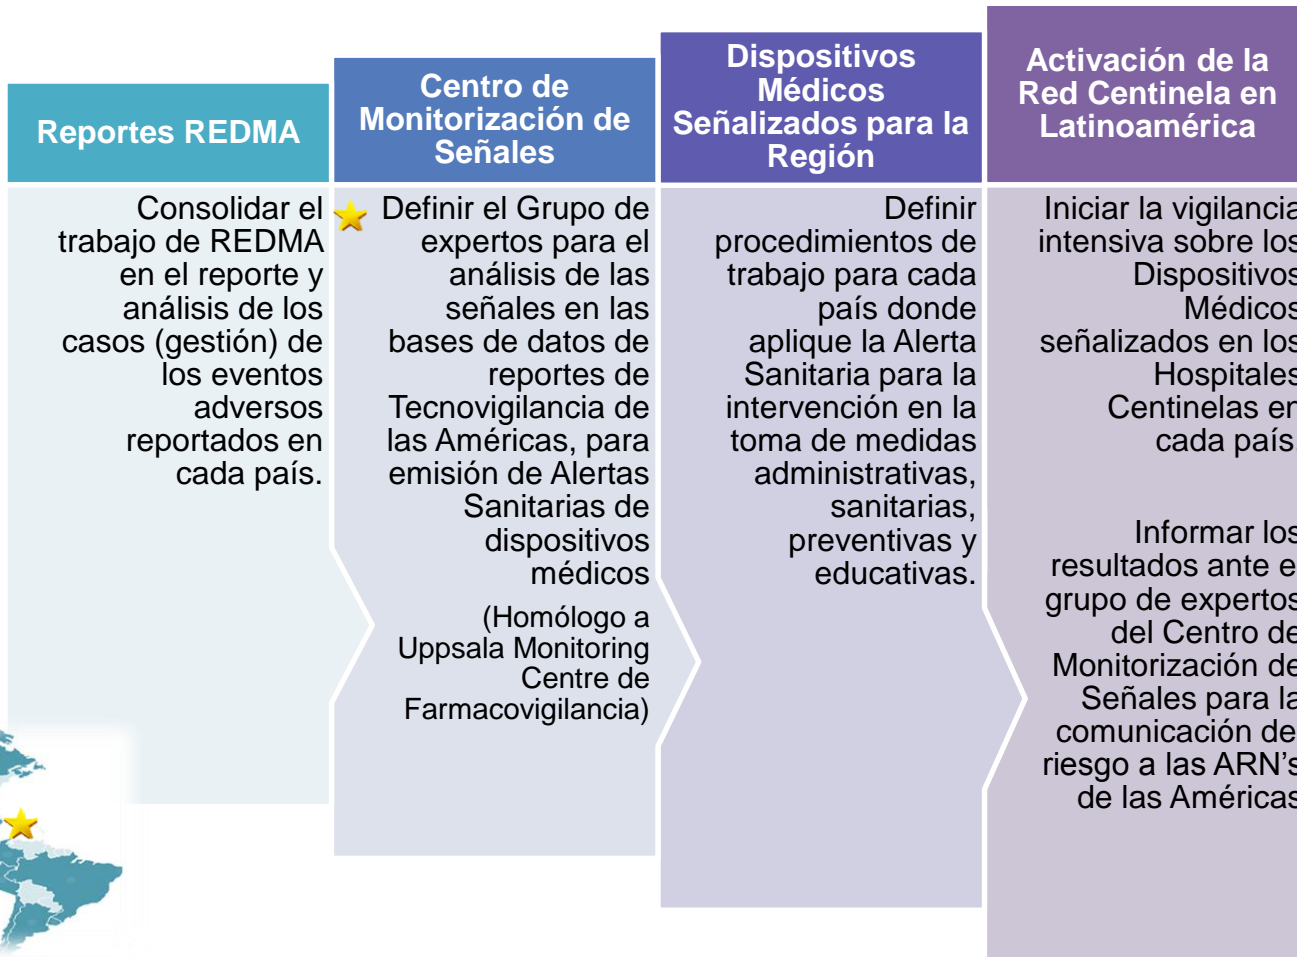 Reportes REDMA
Consolidar el
trabajo de REDMA
en el reporte y
análisis de los
casos (gestión) de
los eventos
adversos
reportados en
cada país.
Centro de
Monitorización de
Señales
Definir el Grupo de
expertos para el
análisis de las
señales en las
bases de datos de
reportes de
Tecnovigilancia de
las Américas, para
emisión de Alertas
Sanitarias de
dispositivos
médicos
(Homólogo a
Uppsala Monitoring
Centre de
Farmacovigilancia)
Dispositivos
Médicos
Señalizados para la
Región
Definir
procedimientos de
trabajo para cada
país donde
aplique la Alerta
Sanitaria para la
intervención en la
toma de medidas
administrativas,
sanitarias,
preventivas y
educativas.
Activación de la
Red Centinela en
Latinoamérica
Iniciar la vigilancia
intensiva sobre los
Dispositivos
Médicos
señalizados en los
Hospitales
Centinelas en
cada país.
Informar los
resultados ante el
grupo de expertos
del Centro de
Monitorización de
Señales para la
comunicación del
riesgo a las ARN’s
de las Américas